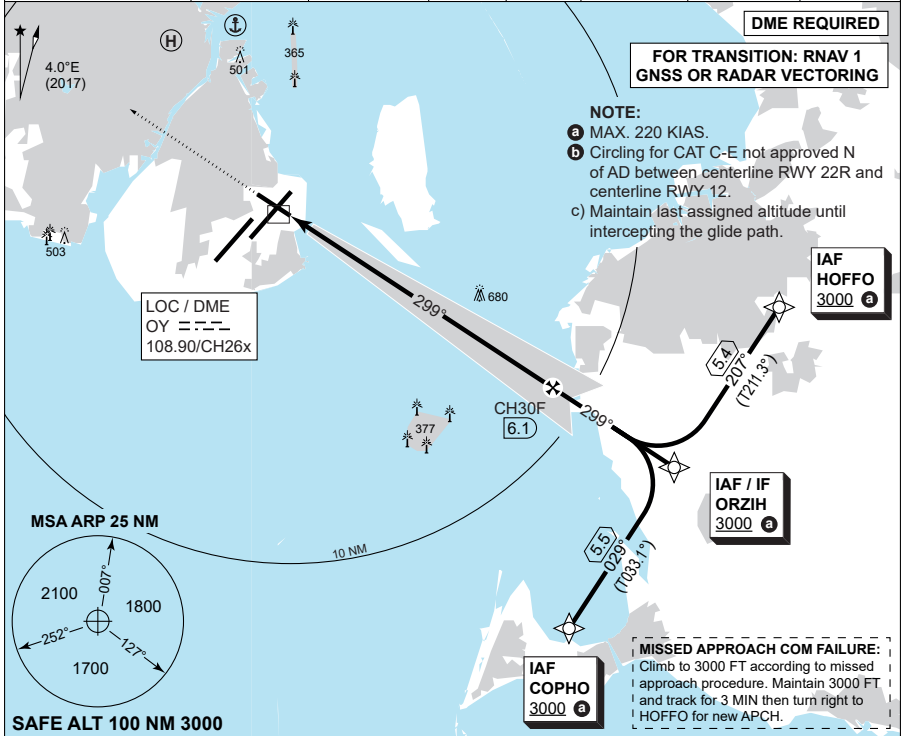 DME REQUIRED
FOR TRANSITION: RNAV 1
GNSS OR RADAR VECTORING
4.0°E
(2017)
H
501
365
NOTE:
a MAX. 220 KIAS.
b Circling for CAT C-E not approved N
of AD between centerline RWY 22R and
centerline RWY 12.
c) Maintain last assigned altitude until
intercepting the glide path.
503
680
IAF
HOFFO
3000 a
LOC / DME
OY
108.90/CH26x
299°
5.4
207°
(T211.3°)
CH30F
6.1
299°
377
IAF / IF
ORZIH
3000 a
MSA ARP 25 NM
10 NM
5.5
029°
(T033.1°)
007°
2100
1800
252°
127°
1700
SAFE ALT 100 NM 3000
IAF
COPHO
3000 a
MISSED APPROACH COM FAILURE:
Climb to 3000 FT according to missed
approach procedure. Maintain 3000 FT
and track for 3 MIN then turn right to
HOFFO for new APCH.